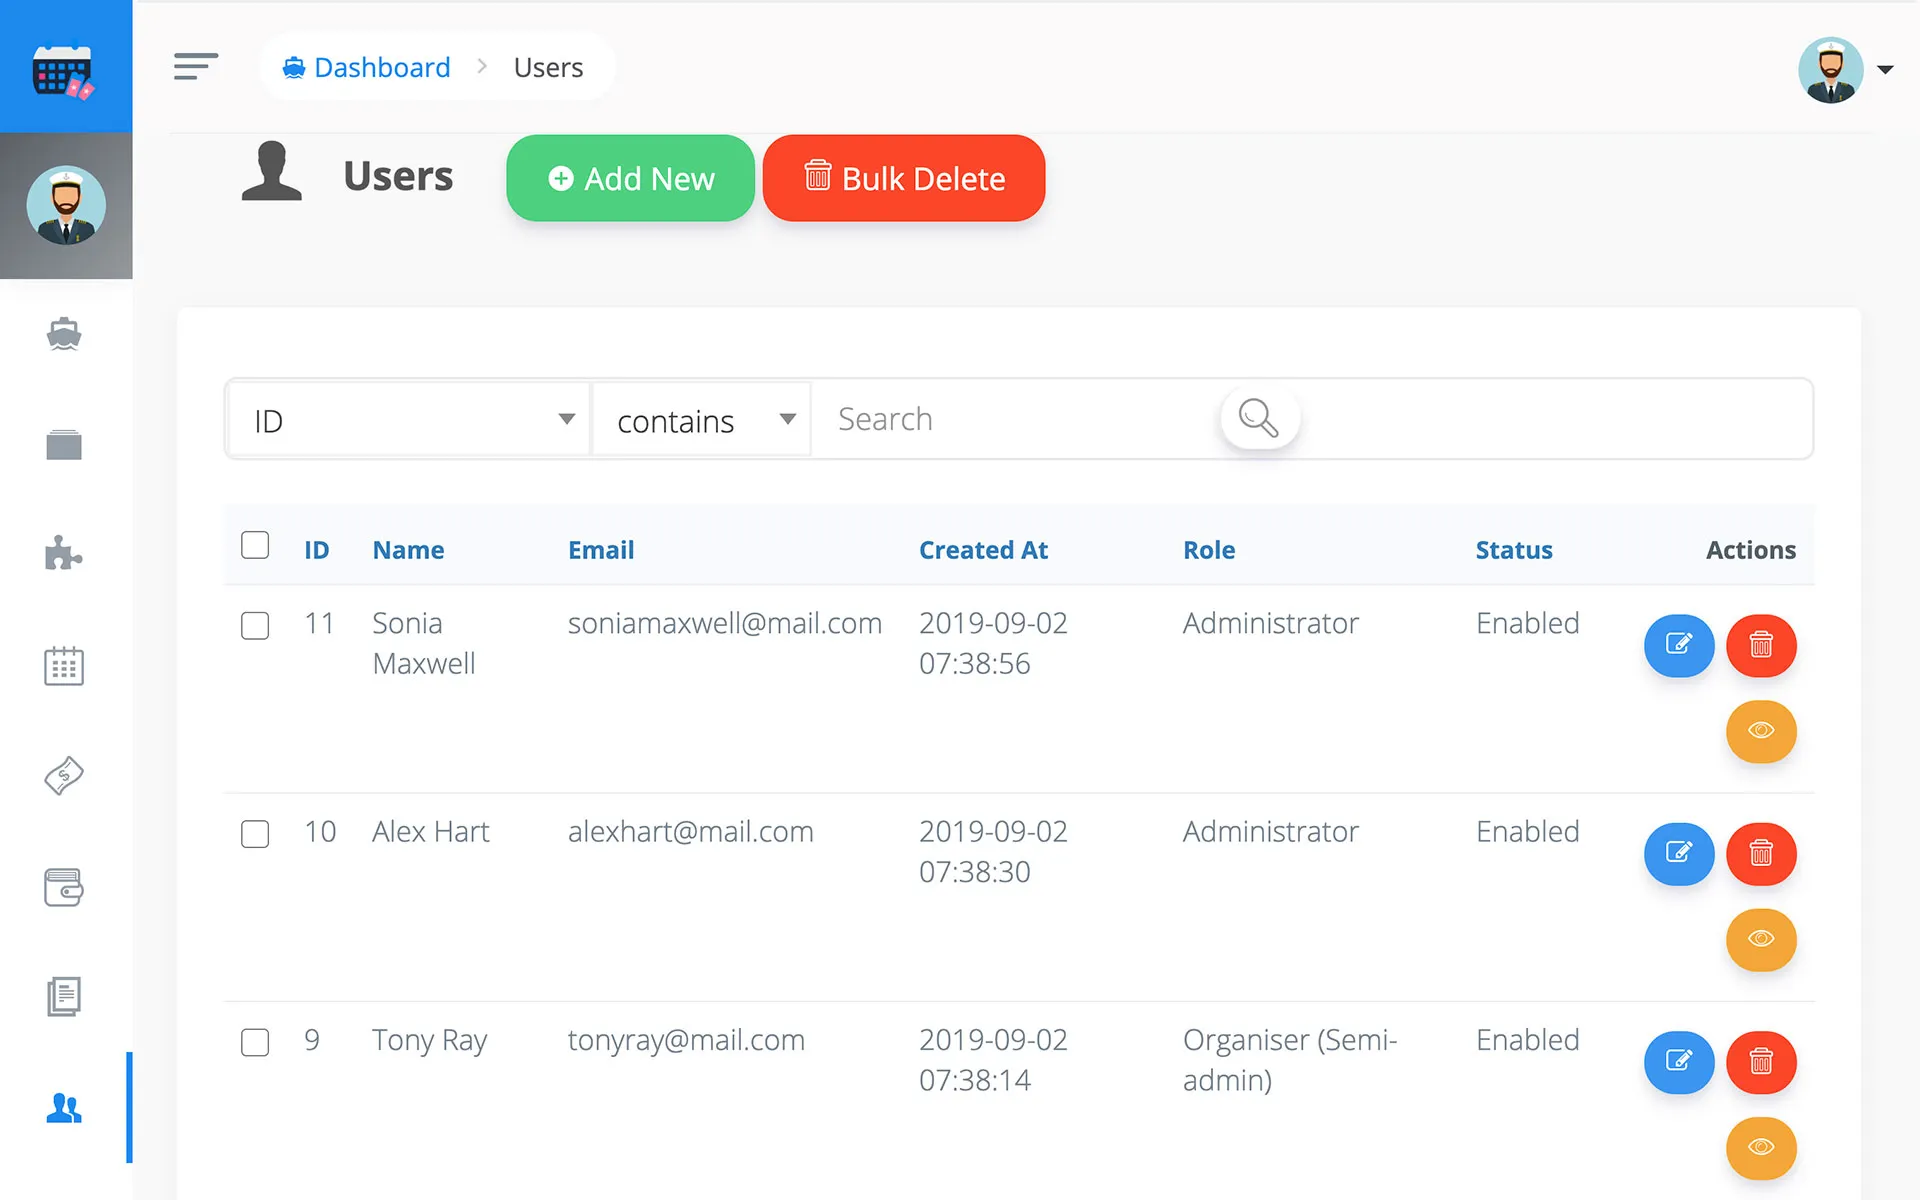 Dashboard > Users
Users
Add New
Bulk Delete
ID
contains
Search
ID Name Email Created At Role Status Actions
11 Sonia soniamaxwell@mail.com 2019-09-02 Administrator Enabled
Maxwell 07:38:56
10 Alex Hart alexhart@mail.com 2019-09-02 Administrator Enabled
07:38:30
9 Tony Ray tonyray@mail.com 2019-09-02 Organiser (Semi- Enabled
07:38:14 admin)